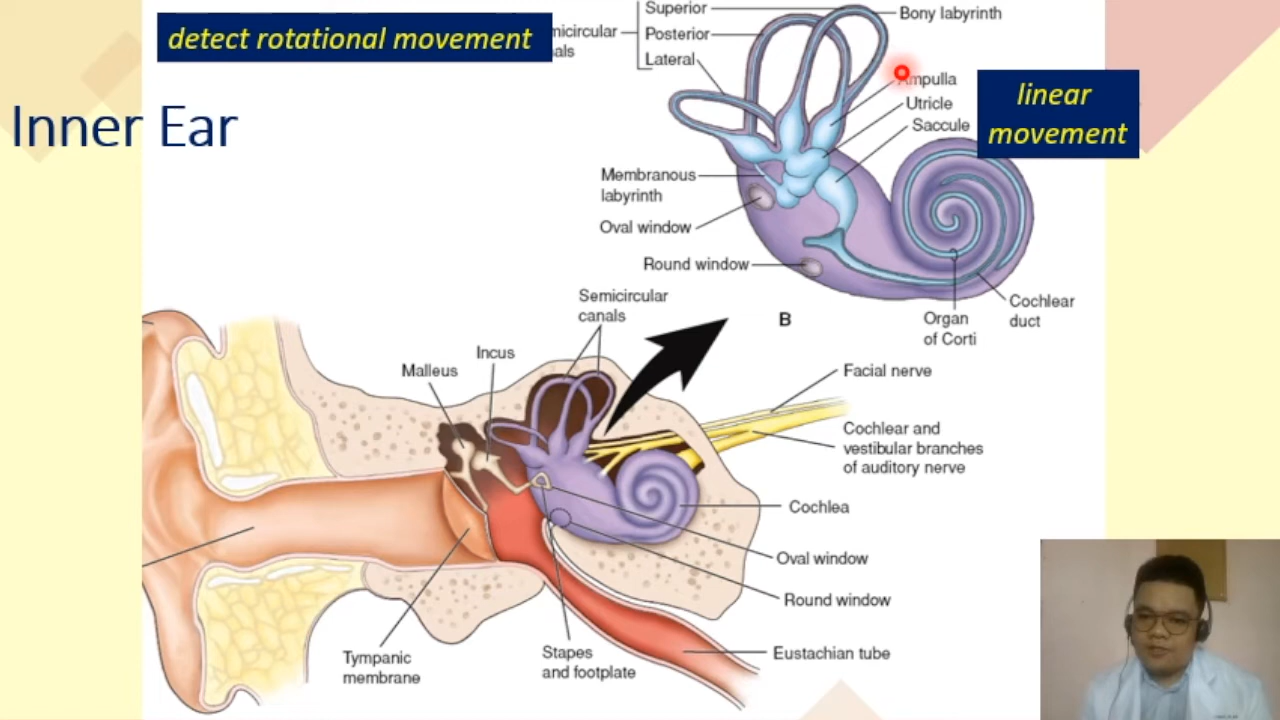 detect rotational movement
Superior
Posterior
Lateral
Bony labyrinth
Utricle
Saccule
linear
movement
Inner Ear
Membranous
labyrinth
Oval window
Round window
Cochlear
duct
Organ
of Corti
B
Semicircular
canals
Incus
Malleus
Facial nerve
Cochlear and
vestibular branches
of auditory nerve
Cochlea
Oval window
Round window
Eustachian tube
Stapes
and footplate
Tympanic
membrane